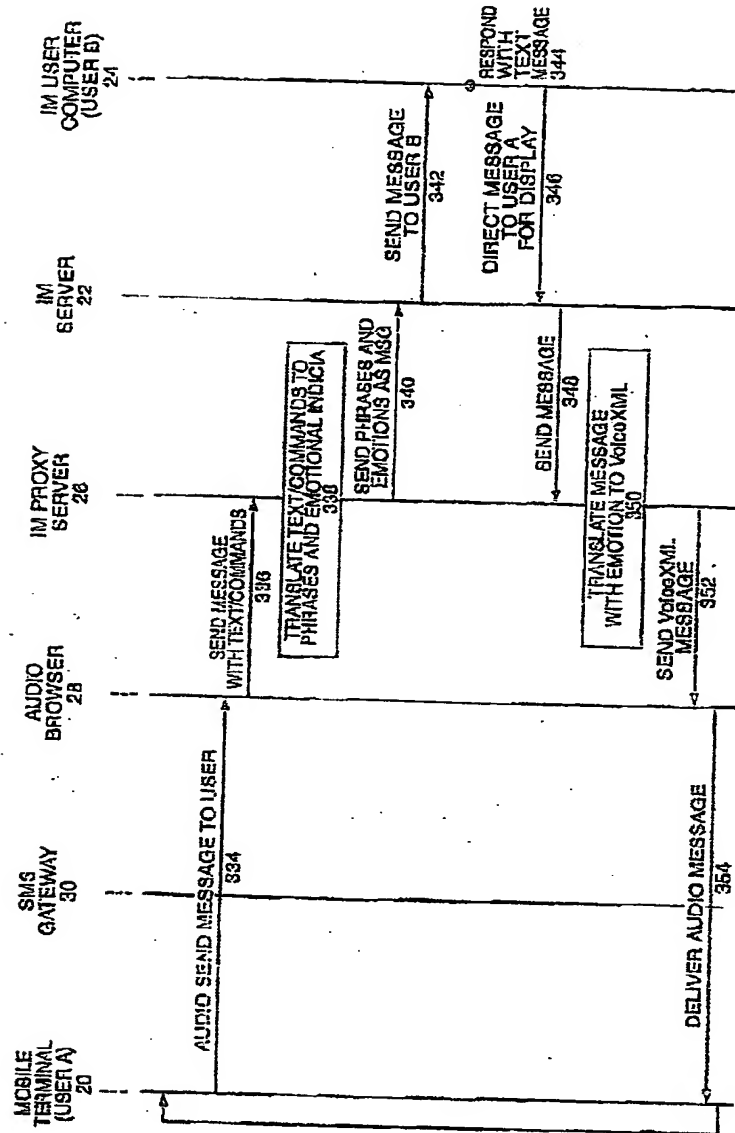 MOBILE
TERMINAL
(USER A)
20
SMS
GATEWAY
30
AUDIO
BROWSER
28
IM PROXY
SERVER
26
IM
SERVER
22
IM USER
COMPUTER
(USER B)
24
AUDIO SEND MESSAGE TO USER
334
SEND MESSAGE
WITH TEXT/COMMANDS
336
TRANSLATE TEXT/COMMANDS TO
PHRASES AND EMOTIONAL INDICIA
338
SEND PHRASES AND
EMOTIONS AS MSG
340
SEND MESSAGE
TO USER B
342
RESPOND
WITH
TEXT
MESSAGE
344
DIRECT MESSAGE
TO USER A
FOR DISPLAY
346
SEND MESSAGE
348
TRANSLATE MESSAGE
WITH EMOTION TO VoiceXML
350
SEND VoiceXML
MESSAGE
352
DELIVER AUDIO MESSAGE
354